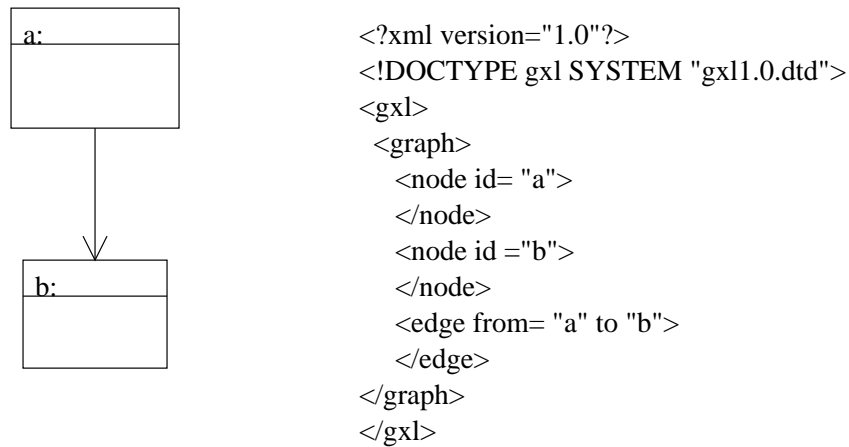 a:
b:
<?xml version="1.0"?>
<!DOCTYPE gxl SYSTEM "gxl1.0.dtd">
<gxl>
<graph>
<node id= "a">
</node>
<node id ="b">
</node>
<edge from= "a" to "b">
</edge>
</graph>
</gxl>